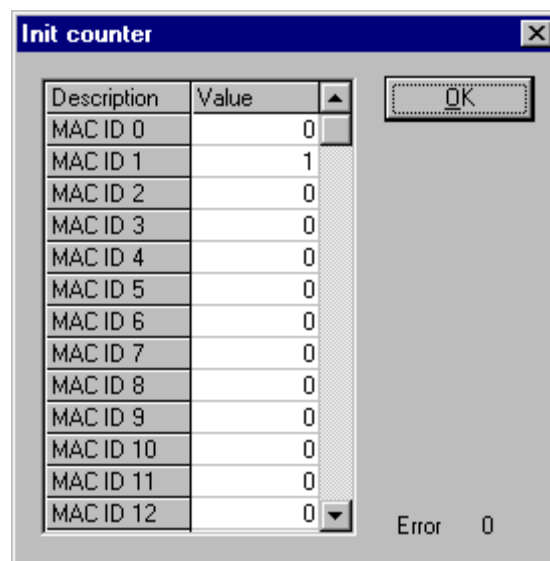 Init counter
Description Value
OK
MAC ID 0 0
MAC ID 1 1
MAC ID 2 0
MAC ID 3 0
MAC ID 4 0
MAC ID 5 0
MAC ID 6 0
MAC ID 7 0
MAC ID 8 0
MAC ID 9 0
MAC ID 10 0
MAC ID 11 0
MAC ID 12 0
Error 0